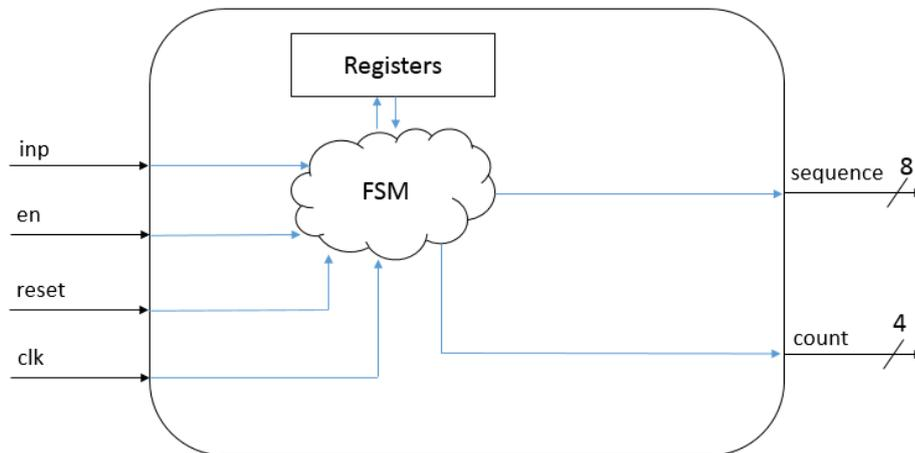 Registers
inp
FSM
sequence
8
en
reset
count
4
clk